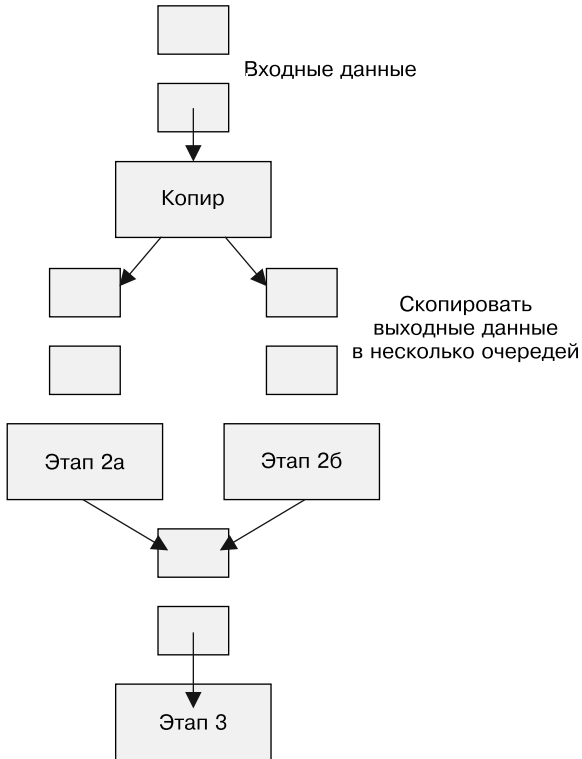 Входные данные
Копир
Скопировать
выходные данные
в несколько очередей
Этап 2а
Этап 2б
Этап 3